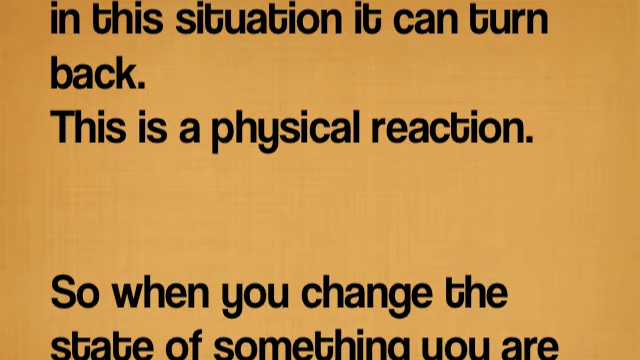 in this situation it can turn
back.
This is a physical reaction.
So when you change the
state of something you are